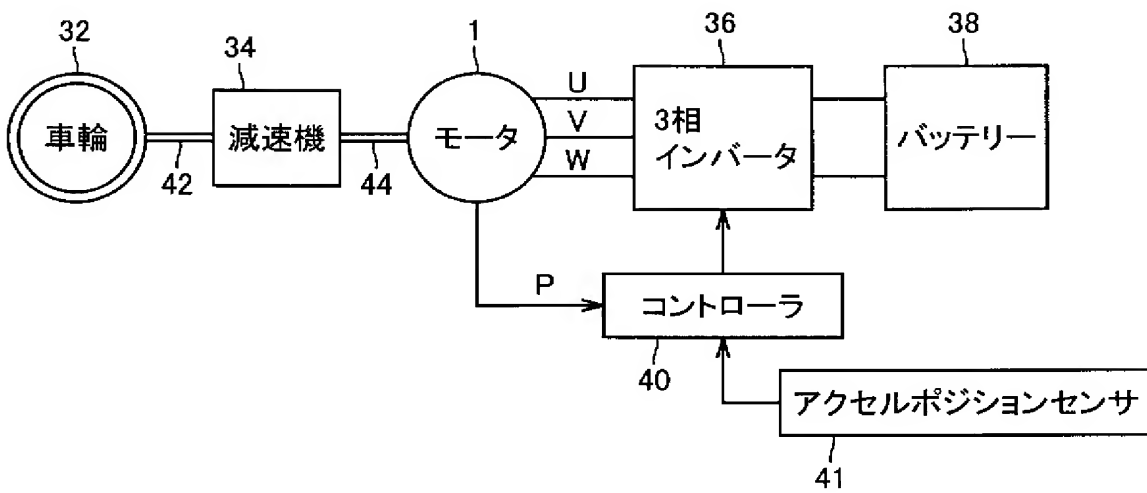 32
34
1
36
38
車輪
減速機
モータ
U
V
W
3相
インバータ
バッテリー
42
44
P
コントローラ
40
アクセルポジションセンサ
41